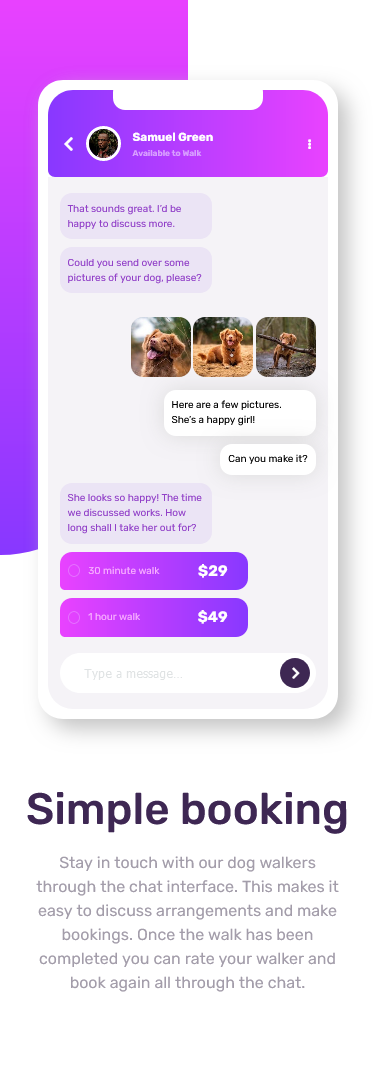 Samuel Green
Available to Walk
That sounds great. I'd be
happy to discuss more.
Could you send over some
pictures of your dog, please?
Here are a few pictures.
She's a happy girl!
Can you make it?
She looks so happy! The time
we discussed works. How
long shall I take her out for?
30 minute walk $29
1 hour walk $49
Type a message...
Simple booking
Stay in touch with our dog walkers
through the chat interface. This makes it
easy to discuss arrangements and make
bookings. Once the walk has been
completed you can rate your walker and
book again all through the chat.